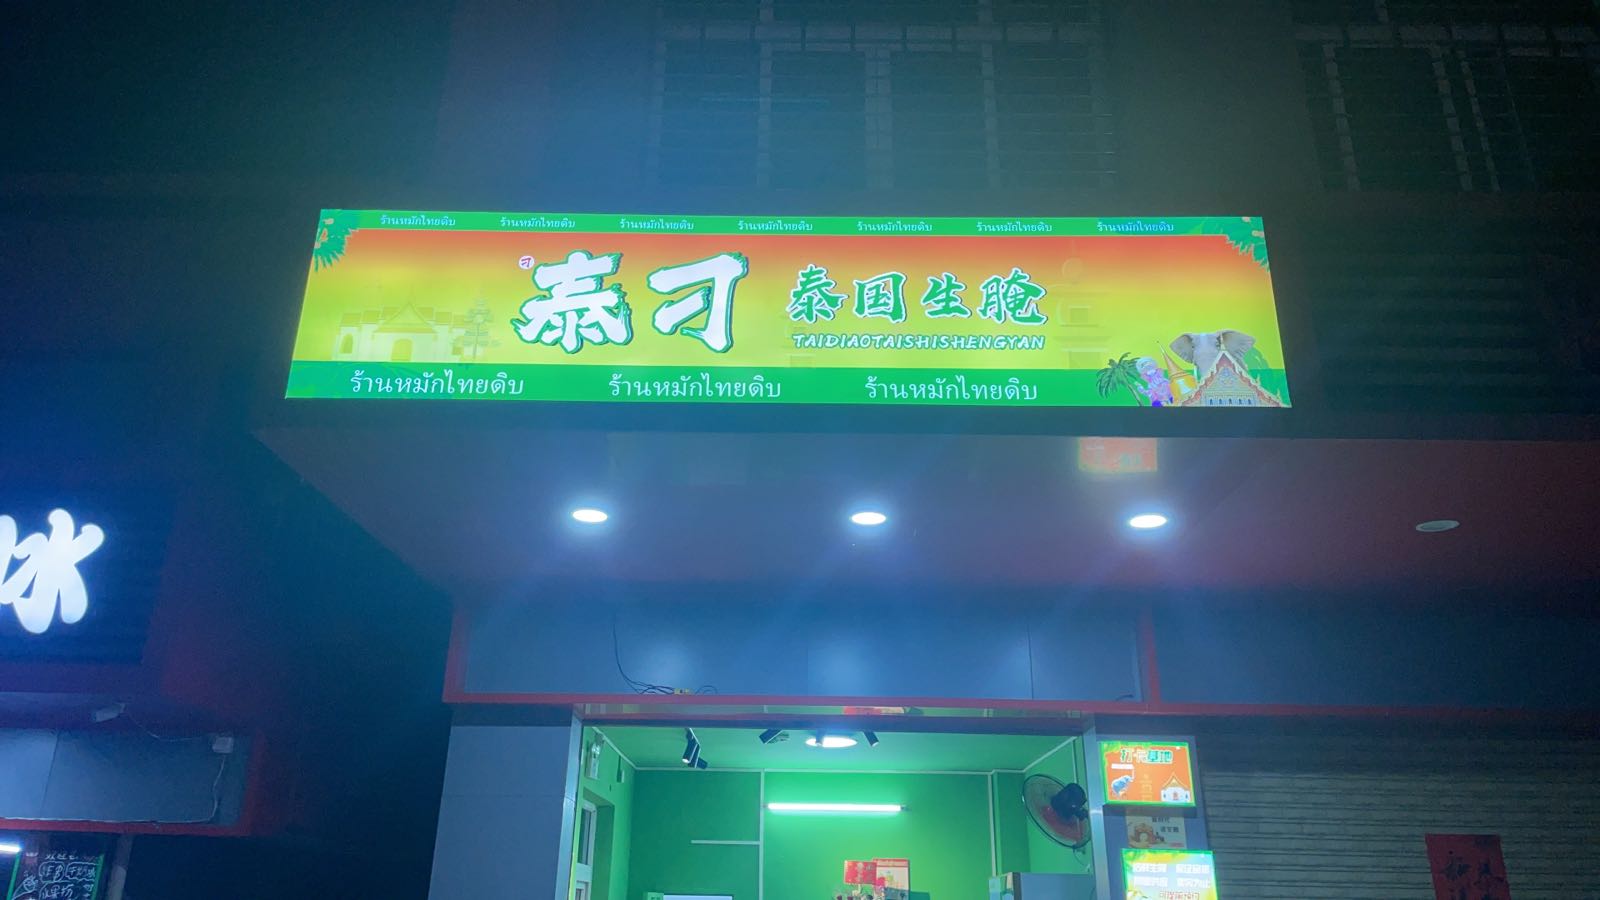 ร้านหมักไทยดิบ ร้านหมักไทยดิบ ร้านหมักไทยดิบ ร้านหมักไทยดิบ ร้านหมักไทยดิบ ร้านหมักไทยดิบ ร้านหมักไทยดิบ
刁 泰刁 泰国生腌
TAIDIAOTAISHISHENGYAN
ร้านหมักไทยดิบ ร้านหมักไทยดิบ ร้านหมักไทยดิบ
冰
打卡基地